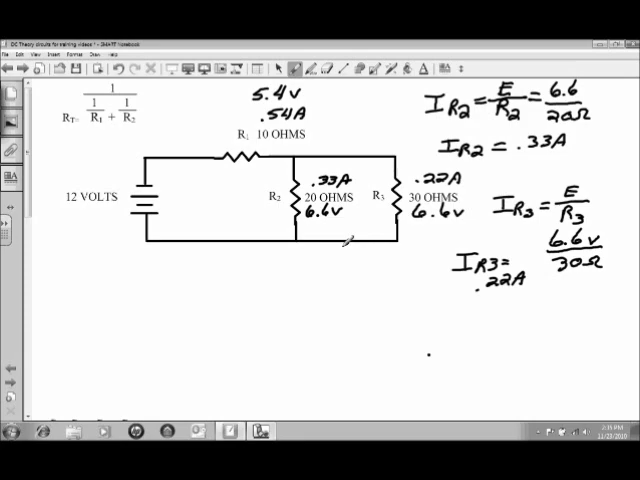 DC Theory circuits for training videos * - SMART Notebook
File Edit View Insert Format Draw Help
5.4v
.54A
R1 10 OHMS
1
RT=
1 1
R1 + R2
12 VOLTS
.33A
R2 20 OHMS
6.6v
.22A
R3 30 OHMS
6.6v
IR2 = E = 6.6
R2 20Ω
IR2 = .33A
IR3 = E
R3
6.6v
30Ω
IR3=
.22A
2:35 PM
11/23/2010